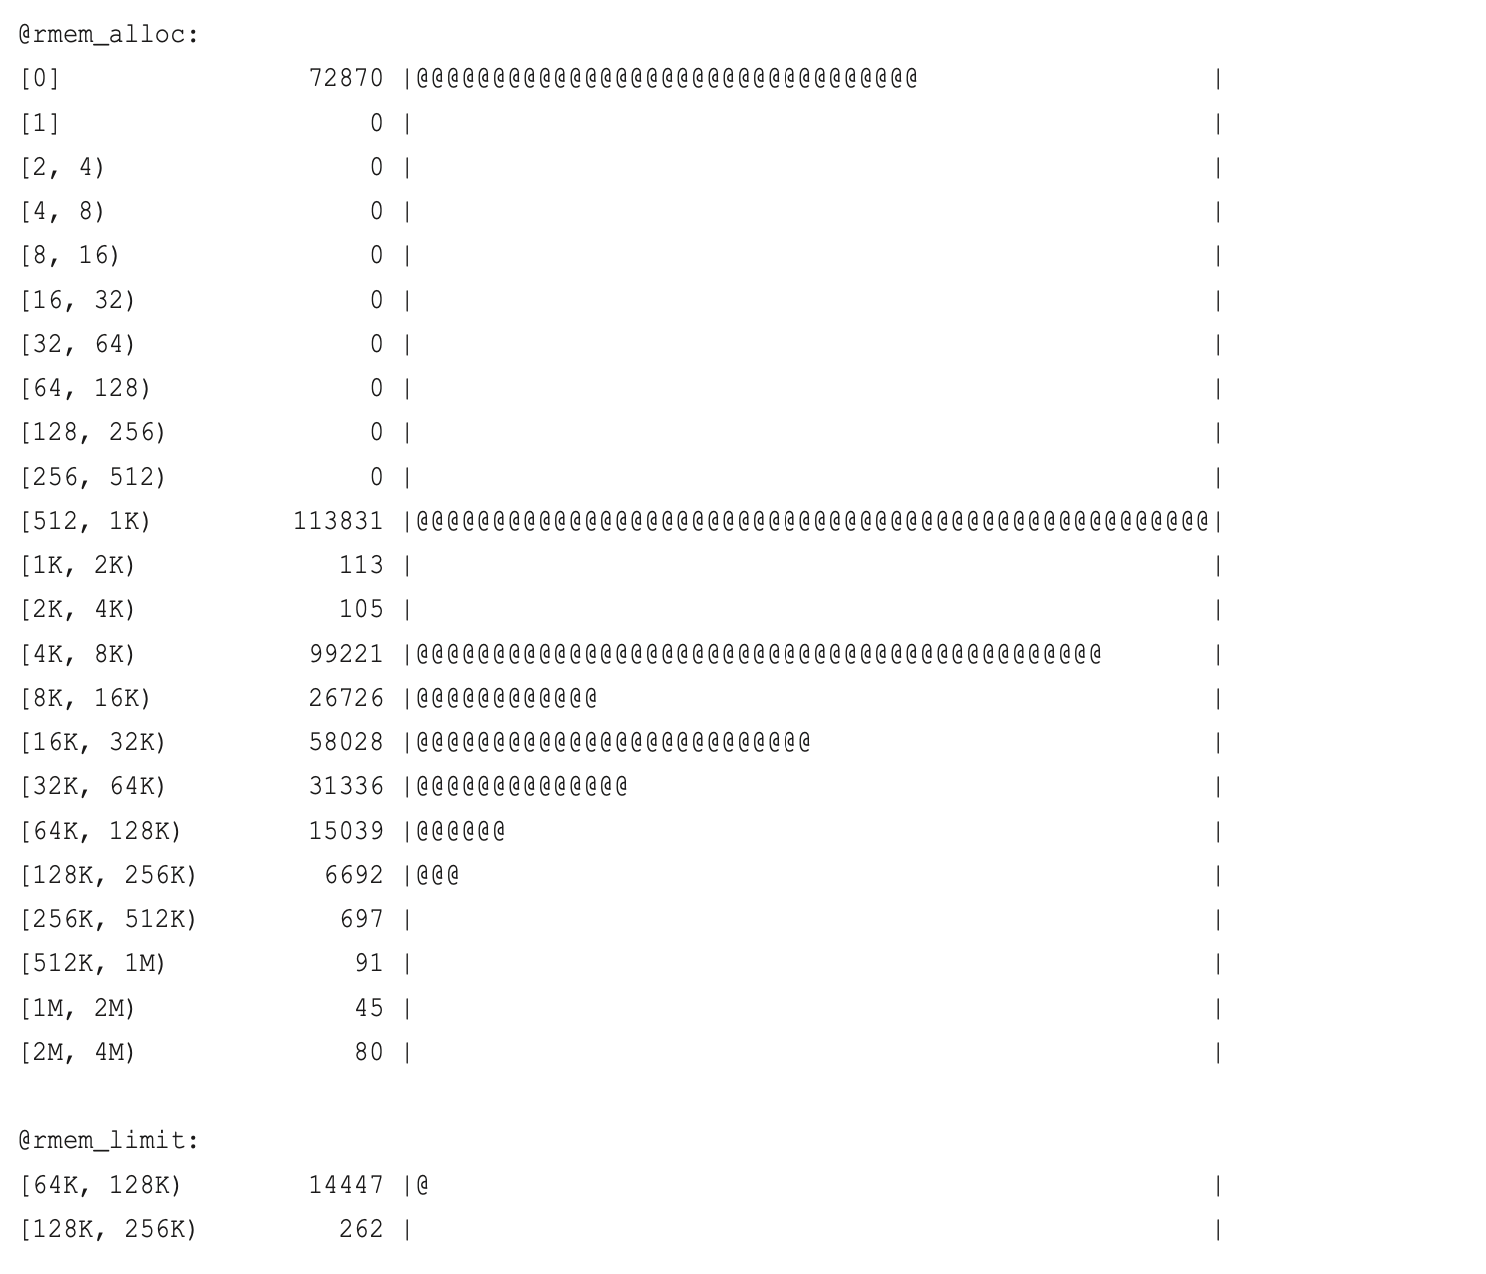 @rmem_alloc:
[0]                72870 |@@@@@@@@@@@@@@@@@@@@@@@@@@@@@@@@@                   |
[1]                    0 |                                                    |
[2, 4)                 0 |                                                    |
[4, 8)                 0 |                                                    |
[8, 16)                0 |                                                    |
[16, 32)               0 |                                                    |
[32, 64)               0 |                                                    |
[64, 128)              0 |                                                    |
[128, 256)             0 |                                                    |
[256, 512)             0 |                                                    |
[512, 1K)         113831 |@@@@@@@@@@@@@@@@@@@@@@@@@@@@@@@@@@@@@@@@@@@@@@@@@@@@|
[1K, 2K)             113 |                                                    |
[2K, 4K)             105 |                                                    |
[4K, 8K)           99221 |@@@@@@@@@@@@@@@@@@@@@@@@@@@@@@@@@@@@@@@@@@@@@       |
[8K, 16K)          26726 |@@@@@@@@@@@@                                        |
[16K, 32K)         58028 |@@@@@@@@@@@@@@@@@@@@@@@@@@                          |
[32K, 64K)         31336 |@@@@@@@@@@@@@@                                      |
[64K, 128K)        15039 |@@@@@@                                              |
[128K, 256K)        6692 |@@@                                                 |
[256K, 512K)         697 |                                                    |
[512K, 1M)            91 |                                                    |
[1M, 2M)              45 |                                                    |
[2M, 4M)              80 |                                                    |
@rmem_limit:
[64K, 128K)        14447 |@                                                   |
[128K, 256K)         262 |                                                    |